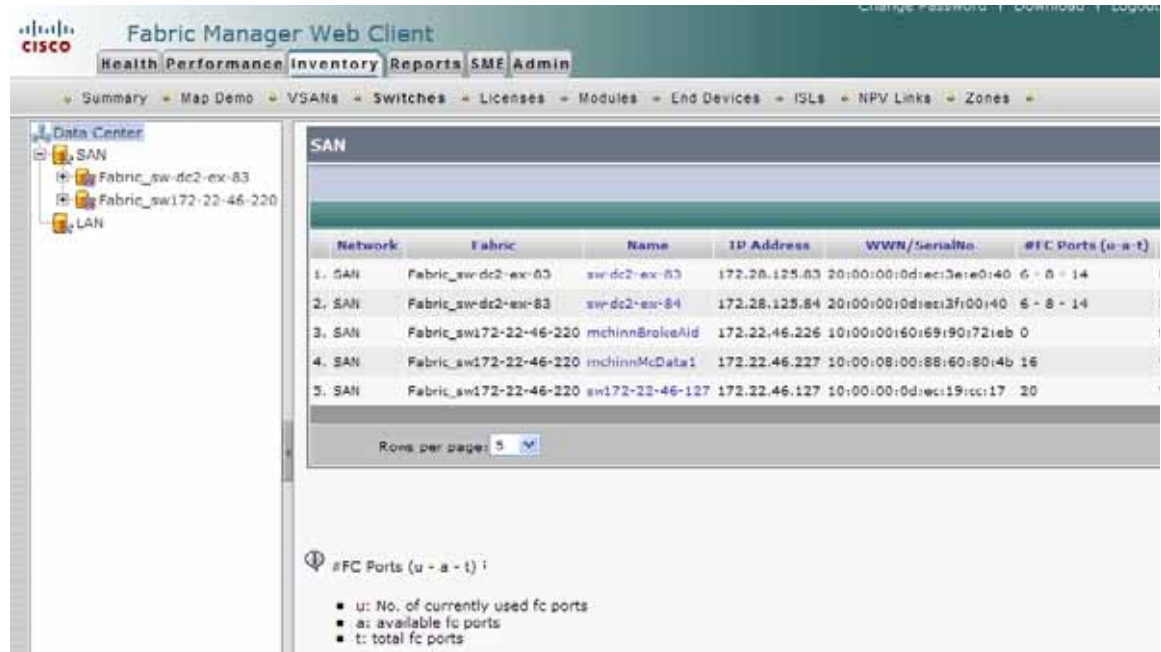 Change Password | Download | Logout
CISCO
Fabric Manager Web Client
Health Performance Inventory Reports SME Admin
Summary Map Demo VSANs Switches Licenses Modules End Devices ISLs NPV Links Zones
Data Center
SAN
Fabric_sw-dc2-ex-83
Fabric_sw172-22-46-220
LAN
SAN
Network Fabric Name IP Address WWN/SerialNo #FC Ports (u-a-t)
1. SAN Fabric_sw-dc2-ex-83 sw-dc2-ex-83 172.28.125.83 20:00:00:0d:ec:3e:e0:40 6 - 8 - 14
2. SAN Fabric_sw-dc2-ex-83 sw-dc2-ex-84 172.28.125.84 20:00:00:0d:ec:3f:00:40 6 - 8 - 14
3. SAN Fabric_sw172-22-46-220 mchinnBrokeAid 172.22.46.226 10:00:00:60:69:90:72:eb 0
4. SAN Fabric_sw172-22-46-220 mchinnMcData1 172.22.46.227 10:00:08:00:88:60:80:4b 16
5. SAN Fabric_sw172-22-46-220 sw172-22-46-127 172.22.46.127 10:00:00:0d:ec:19:cc:17 20
Rows per page: 5
#FC Ports (u - a - t) :
u: No. of currently used fc ports
a: available fc ports
t: total fc ports